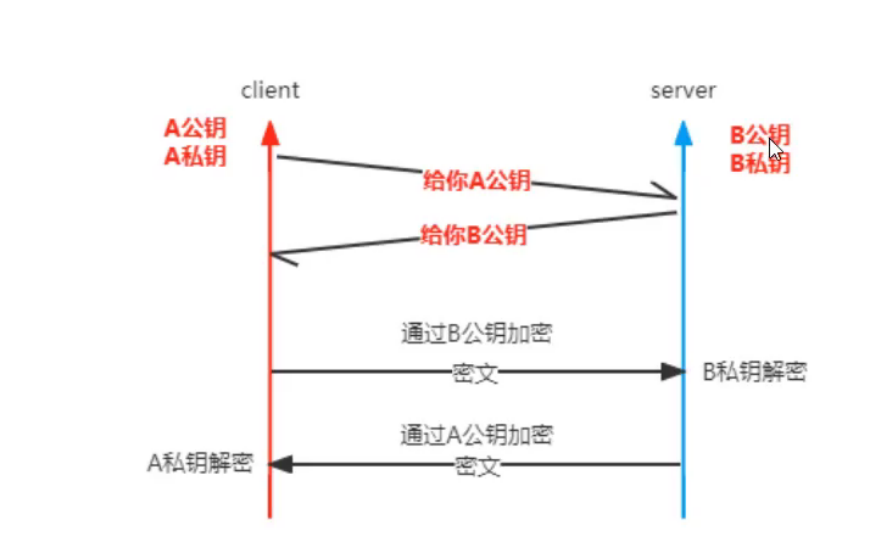 client
server
A公钥
A私钥
B公钥
B私钥
给你A公钥
给你B公钥
通过B公钥加密
密文
B私钥解密
通过A公钥加密
A私钥解密
密文